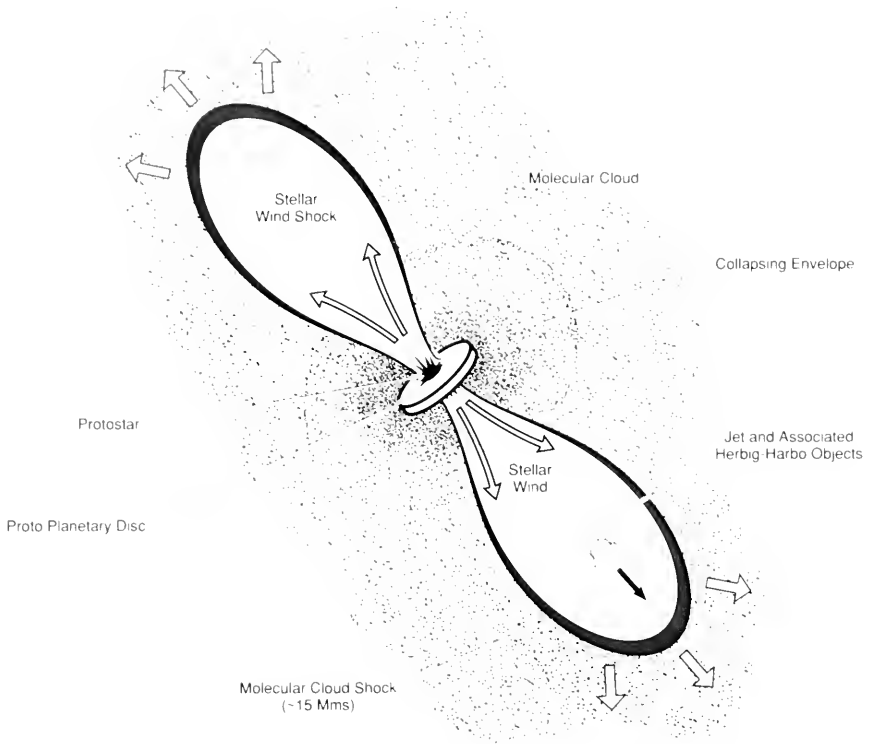 Molecular Cloud
Stellar
Wind Shock
Collapsing Envelope
Protostar
Jet and Associated
Herbig-Harbo Objects
Stellar
Wind
Proto Planetary Disc
Molecular Cloud Shock
(~15 Mms)